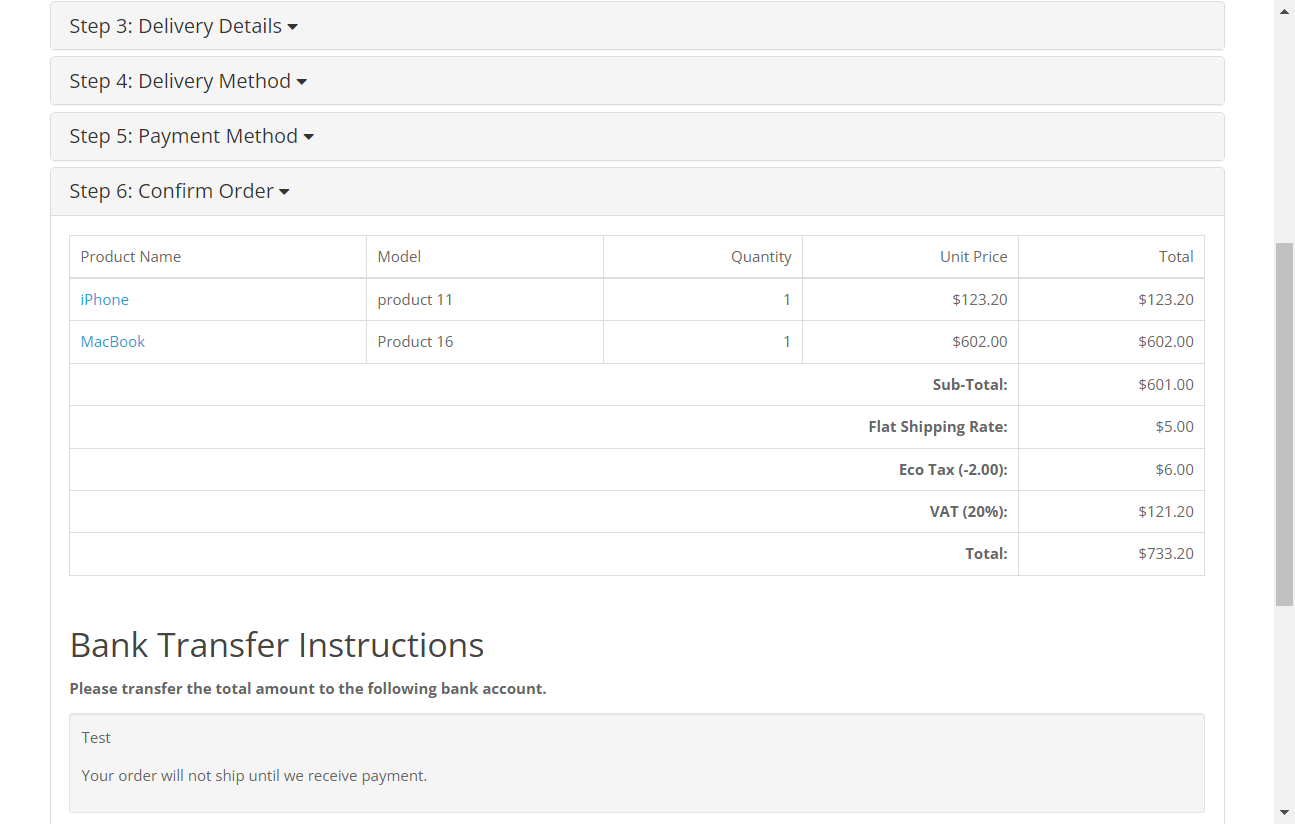 Step 3: Delivery Details
Step 4: Delivery Method
Step 5: Payment Method
Step 6: Confirm Order
Product Name Model Quantity Unit Price Total
iPhone product 11 1 $123.20 $123.20
MacBook Product 16 1 $602.00 $602.00
Sub-Total: $601.00
Flat Shipping Rate: $5.00
Eco Tax (-2.00): $6.00
VAT (20%): $121.20
Total: $733.20
Bank Transfer Instructions
Please transfer the total amount to the following bank account.
Test
Your order will not ship until we receive payment.